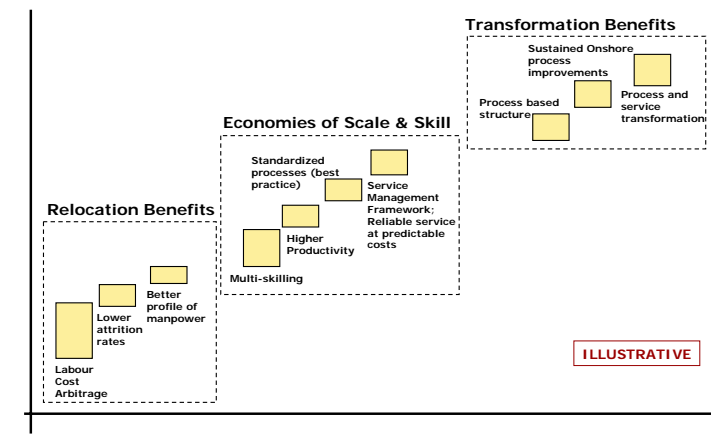 Transformation Benefits
Sustained Onshore
process
improvements
Process based
structure
Process and
service
transformation
Economies of Scale & Skill
Standardized
processes (best
practice)
Service
Management
Framework;
Reliable service
at predictable
costs
Higher
Productivity
Multi-skilling
Relocation Benefits
Better
profile of
manpower
Lower
attrition
rates
Labour
Cost
Arbitrage
ILLUSTRATIVE